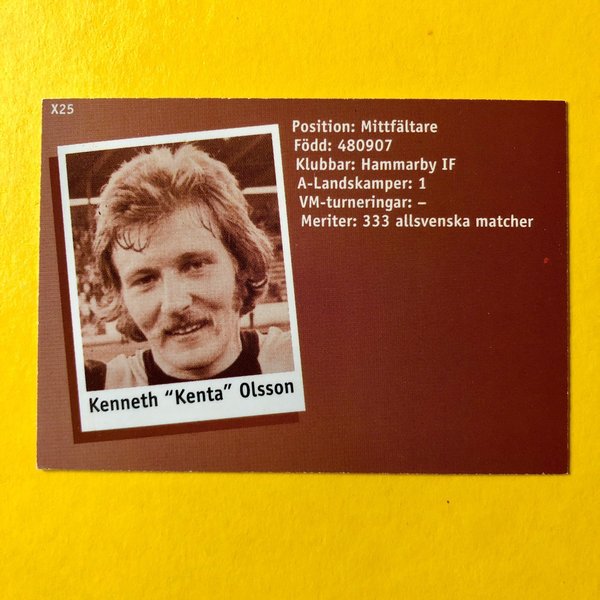 X25
Position: Mittfältare
Född: 480907
Klubbar: Hammarby IF
A-Landskamper: 1
VM-turneringar: –
Meriter: 333 allsvenska matcher
Kenneth "Kenta" Olsson